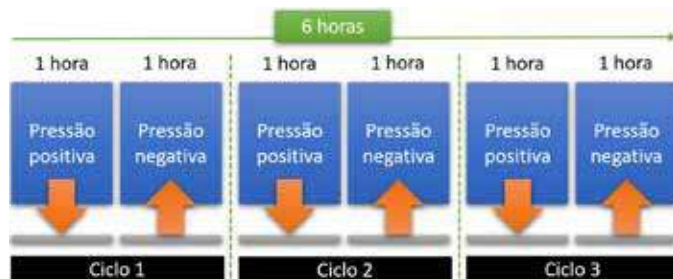 6 horas
1 hora
1 hora
1 hora
1 hora
1 hora
1 hora
Pressão
positiva
Pressão
negativa
Pressão
positiva
Pressão
negativa
Pressão
positiva
Pressão
negativa
Ciclo 1
Ciclo 2
Ciclo 3